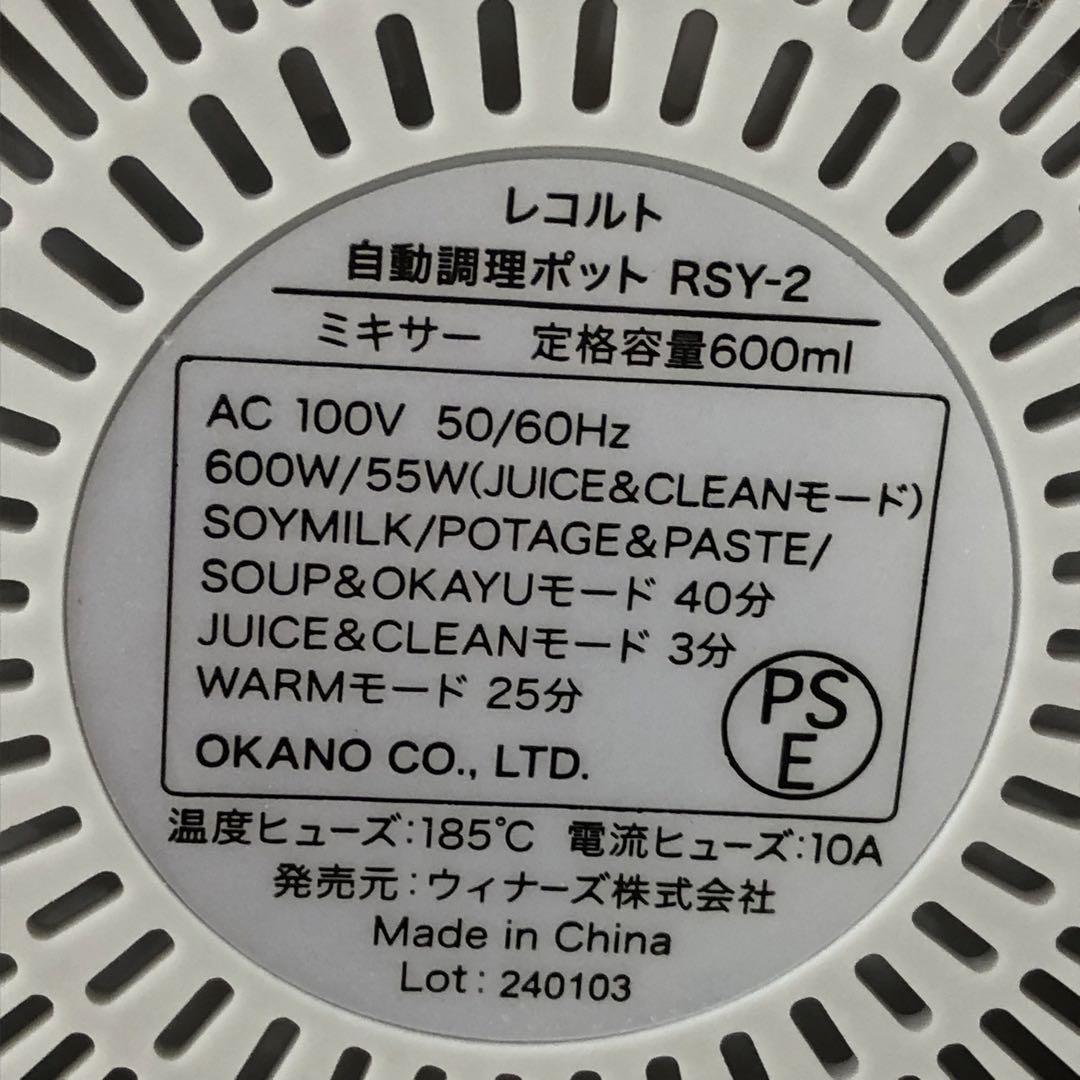 レコルト
自動調理ポット RSY-2
ミキサー 定格容量600ml
AC 100V 50/60Hz
600W/55W(JUICE&CLEANモード)
SOYMILK/POTAGE&PASTE/
SOUP&OKAYUモード 40分
JUICE&CLEANモード 3分
WARMモード 25分
PS
E
OKANO CO., LTD.
温度ヒューズ:185℃ 電流ヒューズ:10A
発売元:ウィナーズ株式会社
Made in China
Lot: 240103